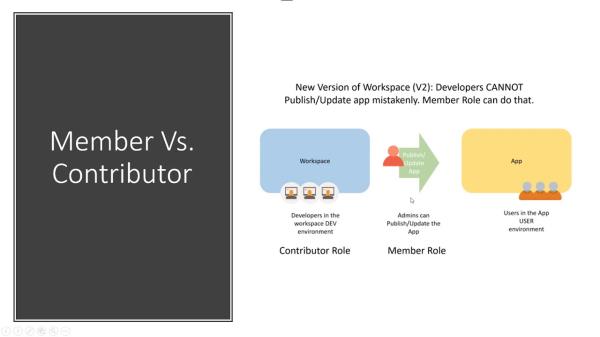 Member Vs.
Contributor
New Version of Workspace (V2): Developers CANNOT
Publish/Update app mistakenly. Member Role can do that.
Workspace
Publish/
Update
App
App
Developers in the
workspace DEV
environment
Admins can
Publish/Update the
App
Users in the App
USER
environment
Contributor Role
Member Role